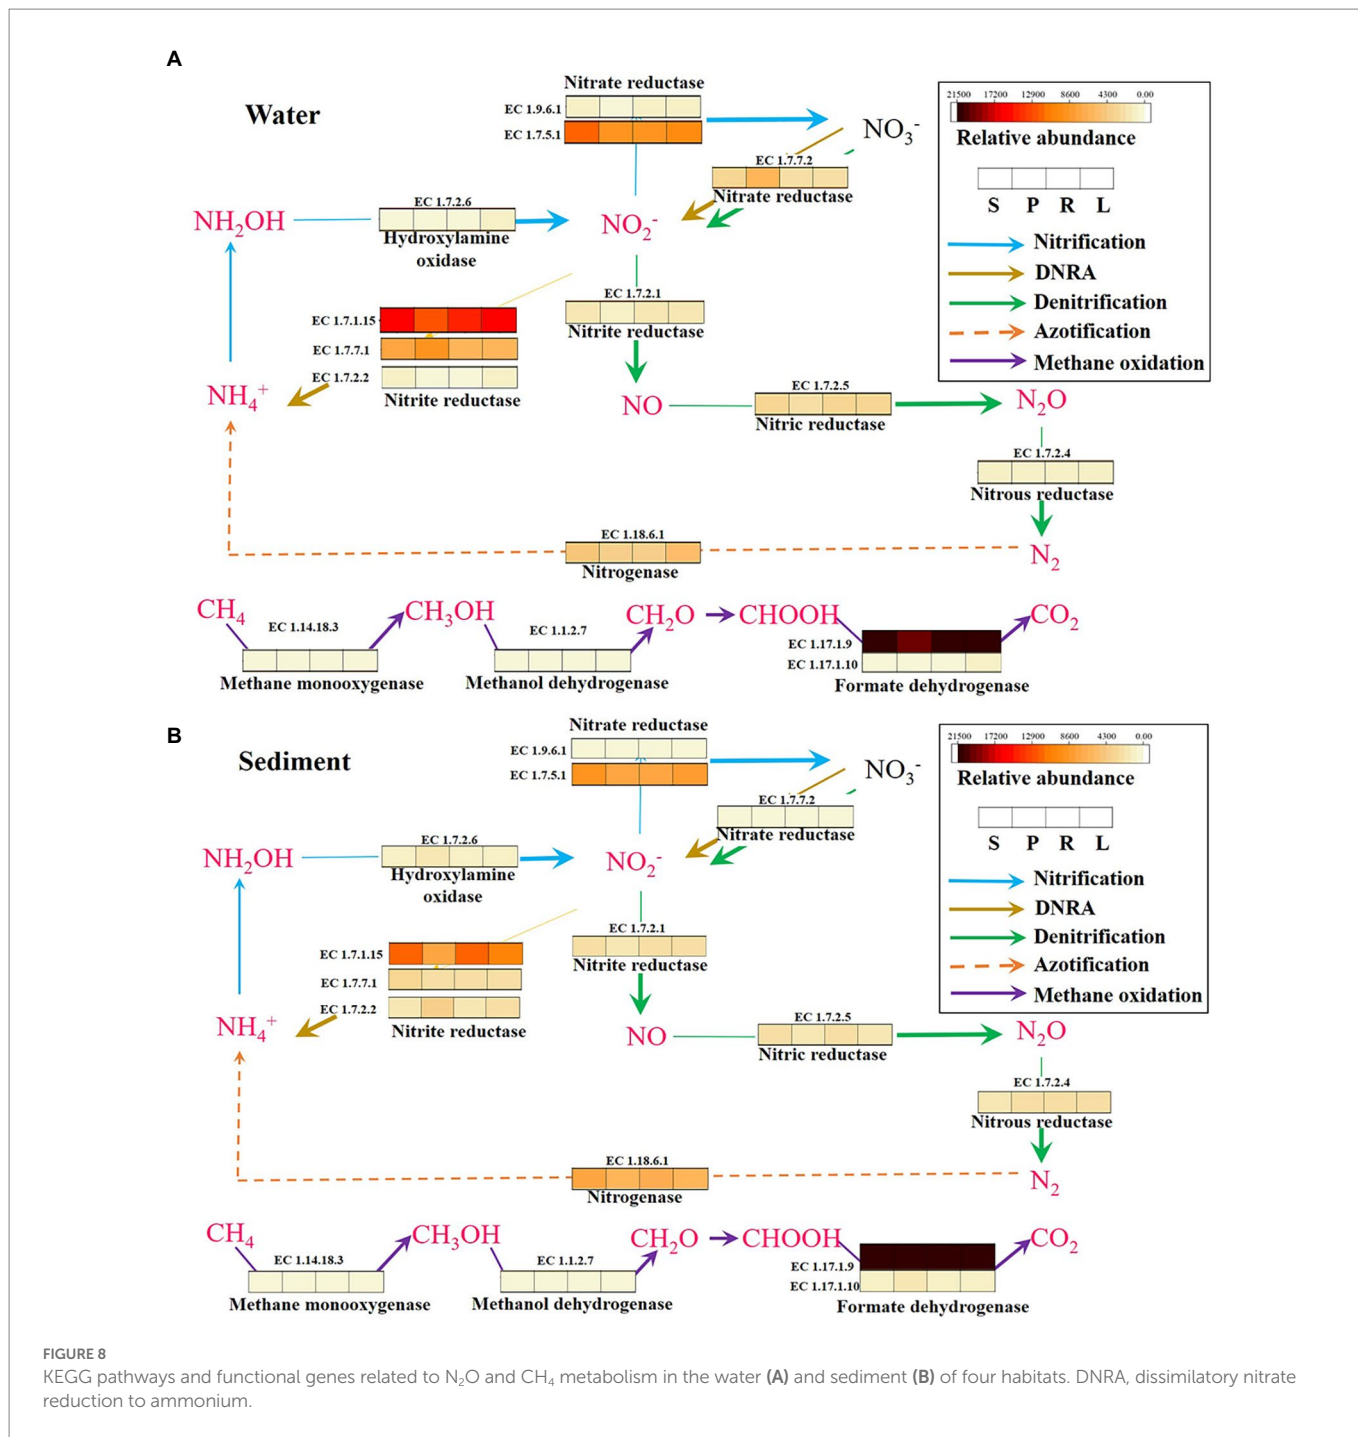 A
Water
Nitrate reductase
EC 1.9.6.1
EC 1.7.5.1
NO₃⁻
EC 1.7.7.2
Nitrate reductase
21500 17200 12900 8600 4300 0.00
Relative abundance
S P R L
Nitrification
DNRA
Denitrification
Azotification
Methane oxidation
NH₂OH
EC 1.7.2.6
Hydroxylamine
oxidase
NO₂⁻
EC 1.7.1.15
EC 1.7.7.1
EC 1.7.2.2
Nitrite reductase
EC 1.7.2.1
Nitrite reductase
NH₄⁺
NO
EC 1.7.2.5
Nitric reductase
N₂O
EC 1.7.2.4
Nitrous reductase
EC 1.18.6.1
Nitrogenase
N₂
CH₄
EC 1.14.18.3
Methane monooxygenase
CH₃OH
EC 1.1.2.7
Methanol dehydrogenase
CH₂O
CHOOH
EC 1.17.1.9
EC 1.17.1.10
Formate dehydrogenase
CO₂
B
Sediment
Nitrate reductase
EC 1.9.6.1
EC 1.7.5.1
NO₃⁻
EC 1.7.7.2
Nitrate reductase
21500 17200 12900 8600 4300 0.00
Relative abundance
S P R L
Nitrification
DNRA
Denitrification
Azotification
Methane oxidation
NH₂OH
EC 1.7.2.6
Hydroxylamine
oxidase
NO₂⁻
EC 1.7.1.15
EC 1.7.7.1
EC 1.7.2.2
Nitrite reductase
EC 1.7.2.1
Nitrite reductase
NH₄⁺
NO
EC 1.7.2.5
Nitric reductase
N₂O
EC 1.7.2.4
Nitrous reductase
EC 1.18.6.1
Nitrogenase
N₂
CH₄
EC 1.14.18.3
Methane monooxygenase
CH₃OH
EC 1.1.2.7
Methanol dehydrogenase
CH₂O
CHOOH
EC 1.17.1.9
EC 1.17.1.10
Formate dehydrogenase
CO₂
FIGURE 8
KEGG pathways and functional genes related to N₂O and CH₄ metabolism in the water (A) and sediment (B) of four habitats. DNRA, dissimilatory nitrate
reduction to ammonium.